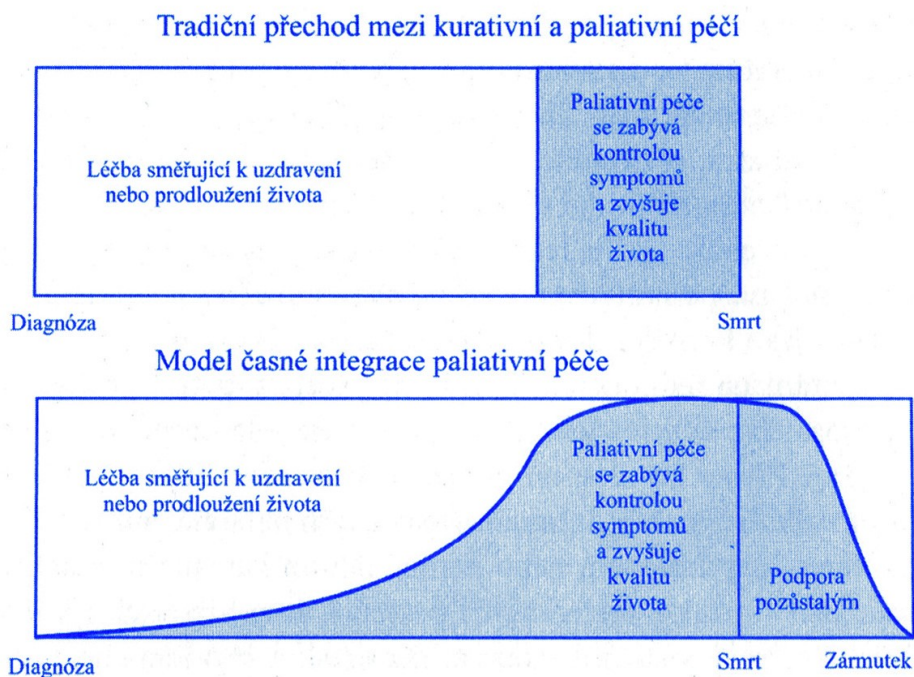 Tradiční přechod mezi kurativní a paliativní péčí
Léčba směřující k uzdravení
nebo prodloužení života
Paliativní péče
se zabývá
kontrolou
symptomů
a zvyšuje
kvalitu
života
Diagnóza
Smrt
Model časné integrace paliativní péče
Léčba směřující k uzdravení
nebo prodloužení života
Paliativní péče
se zabývá
kontrolou
symptomů
a zvyšuje
kvalitu
života
Podpora
pozůstalým
Diagnóza
Smrt
Zármutek